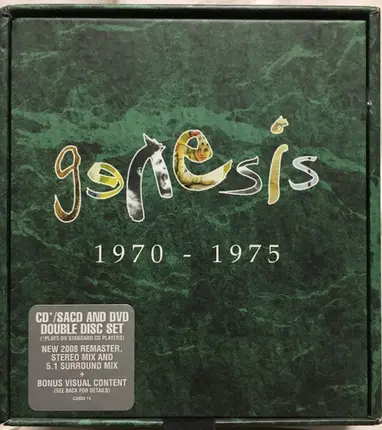 genesis
1970 - 1975
CD*/SACD AND DVD
DOUBLE DISC SET
(*PLAYS ON STANDARD CD PLAYERS)
NEW 2008 REMASTER,
STEREO MIX AND
5.1 SURROUND MIX
+
BONUS VISUAL CONTENT
(SEE BACK FOR DETAILS)